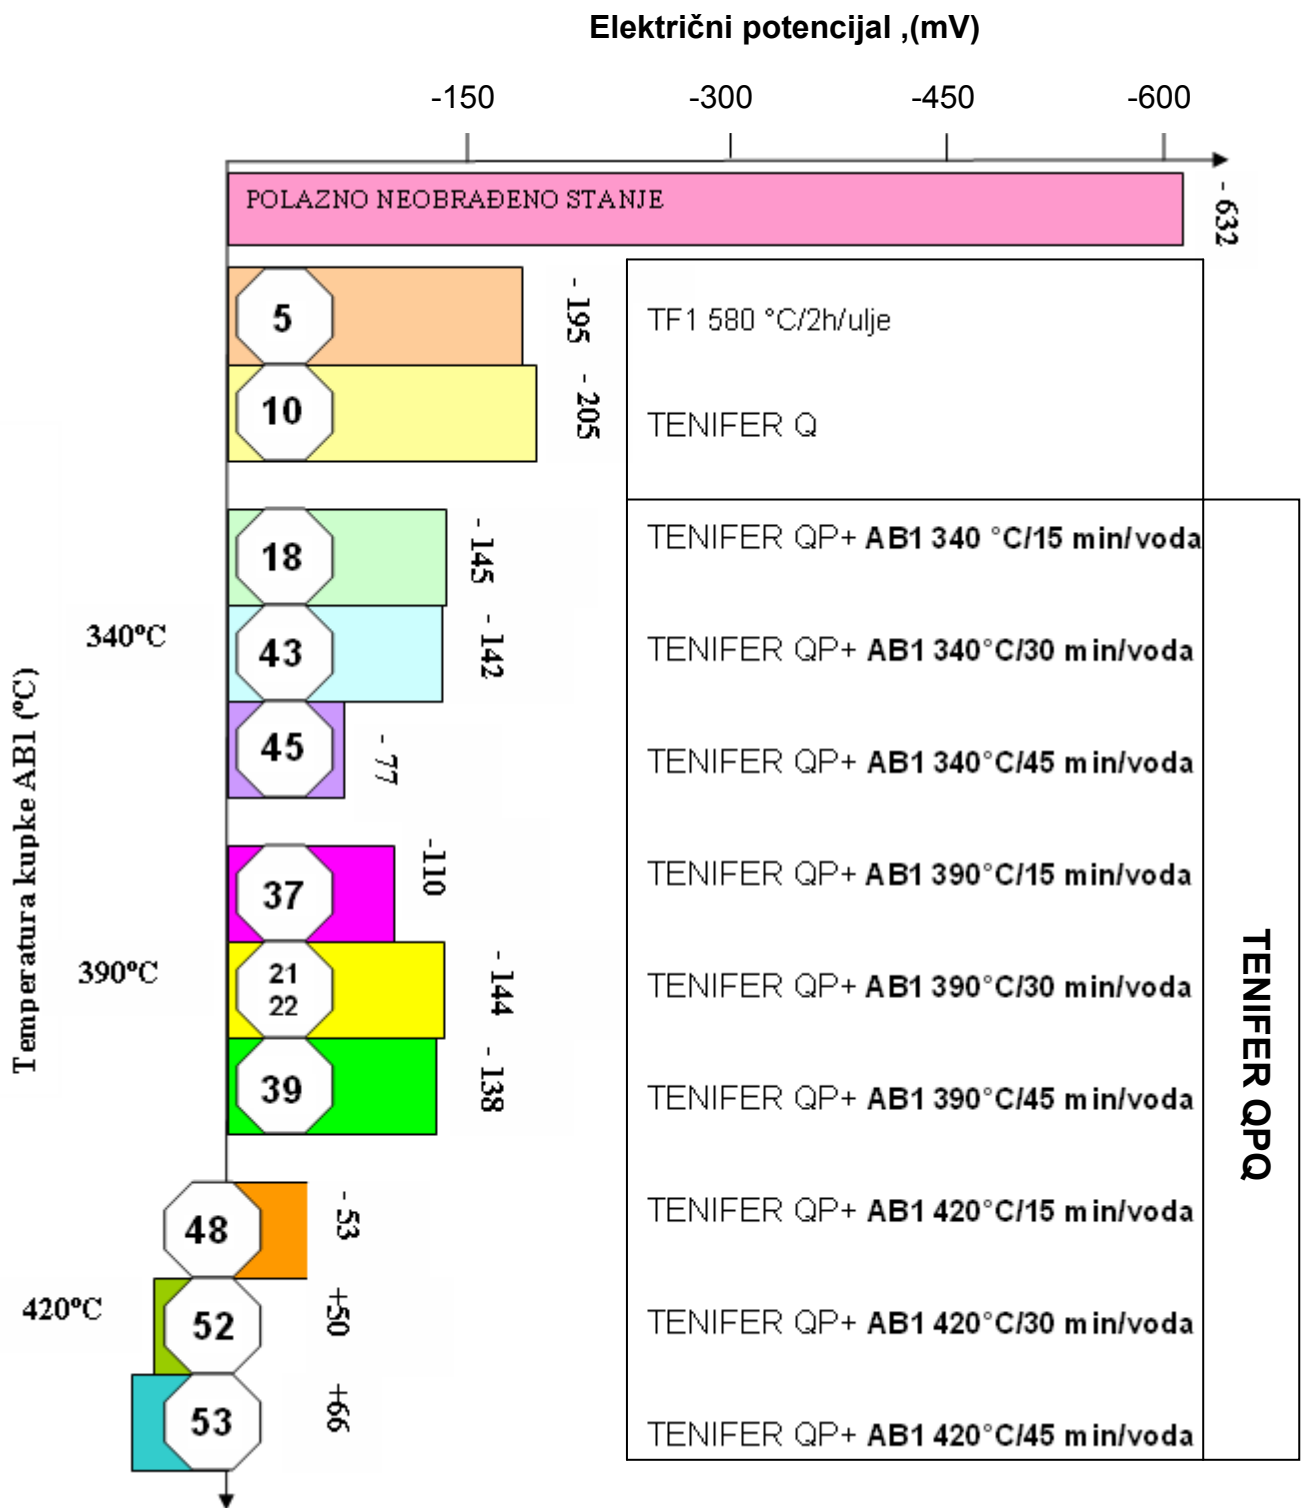 Električni potencijal ,(mV)
-150 -300 -450 -600
POLAZNO NEOBRAĐENO STANJE
- 632
5
- 195
TF1 580 °C/2h/ulje
10
- 205
TENIFER Q
18
- 145
TENIFER QP+ AB1 340 °C/15 min/voda
340ºC
43
- 142
TENIFER QP+ AB1 340°C/30 min/voda
45
- 77
TENIFER QP+ AB1 340°C/45 min/voda
Temperatura kupke AB1 (ºC)
37
-110
TENIFER QP+ AB1 390°C/15 min/voda
390ºC
21
22
- 144
TENIFER QP+ AB1 390°C/30 min/voda
39
- 138
TENIFER QP+ AB1 390°C/45 min/voda
TENIFER QPQ
48
- 53
TENIFER QP+ AB1 420°C/15 min/voda
420ºC
52
+50
TENIFER QP+ AB1 420°C/30 min/voda
53
+66
TENIFER QP+ AB1 420°C/45 min/voda